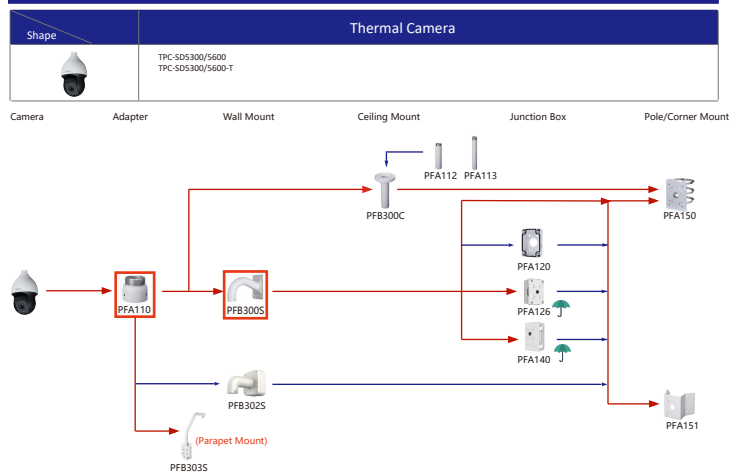 Shape
Thermal Camera
TPC-SD5300/5600
TPC-SD5300/5600-T
Camera
Adapter
Wall Mount
Ceiling Mount
Junction Box
Pole/Corner Mount
PFA112
PFA113
PFB300C
PFA150
PFA120
PFA110
PFB300S
PFA126
PFA140
PFB302S
PFA151
(Parapet Mount)
PFB303S